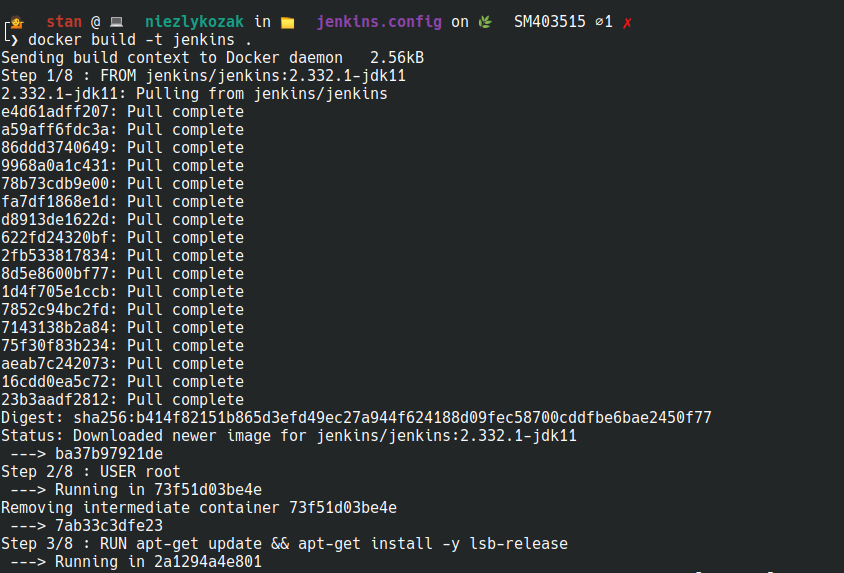 stan @ niezlykozak in jenkins.config on SM403515 ⌀1 ✗
❯ docker build -t jenkins .
Sending build context to Docker daemon   2.56kB
Step 1/8 : FROM jenkins/jenkins:2.332.1-jdk11
2.332.1-jdk11: Pulling from jenkins/jenkins
e4d61adff207: Pull complete
a59aff6fdc3a: Pull complete
86ddd3740649: Pull complete
9968a0a1c431: Pull complete
78b73cdb9e00: Pull complete
fa7df1868e1d: Pull complete
d8913de1622d: Pull complete
622fd24320bf: Pull complete
2fb533817834: Pull complete
8d5e8600bf77: Pull complete
1d4f705e1ccb: Pull complete
7852c94bc2fd: Pull complete
7143138b2a84: Pull complete
75f30f83b234: Pull complete
aeab7c242073: Pull complete
16cdd0ea5c72: Pull complete
23b3aadf2812: Pull complete
Digest: sha256:b414f82151b865d3efd49ec27a944f624188d09fec58700cddfbe6bae2450f77
Status: Downloaded newer image for jenkins/jenkins:2.332.1-jdk11
 ---> ba37b97921de
Step 2/8 : USER root
 ---> Running in 73f51d03be4e
Removing intermediate container 73f51d03be4e
 ---> 7ab33c3dfe23
Step 3/8 : RUN apt-get update && apt-get install -y lsb-release
 ---> Running in 2a1294a4e801